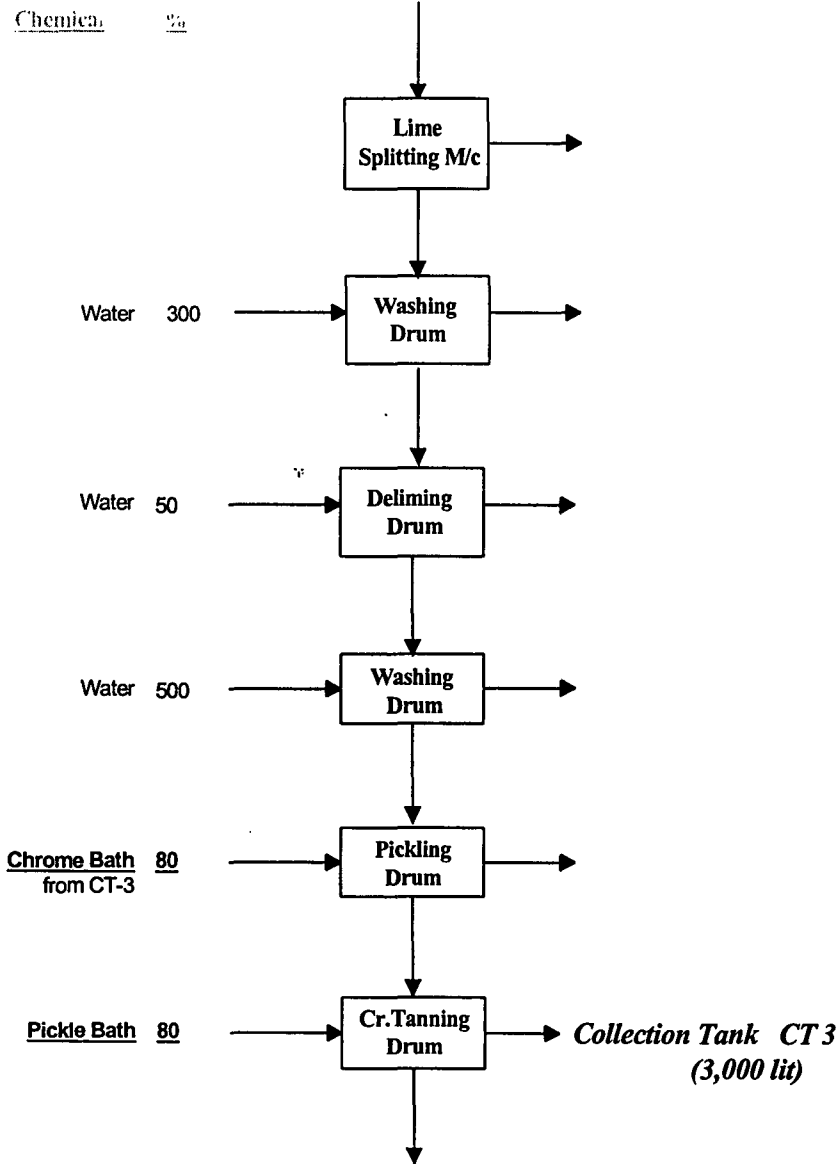 Chemical %
Lime
Splitting M/c
Water 300
Washing
Drum
Water 50
Deliming
Drum
Water 500
Washing
Drum
Chrome Bath 80
from CT-3
Pickling
Drum
Pickle Bath 80
Cr.Tanning
Drum
Collection Tank CT 3
(3,000 lit)